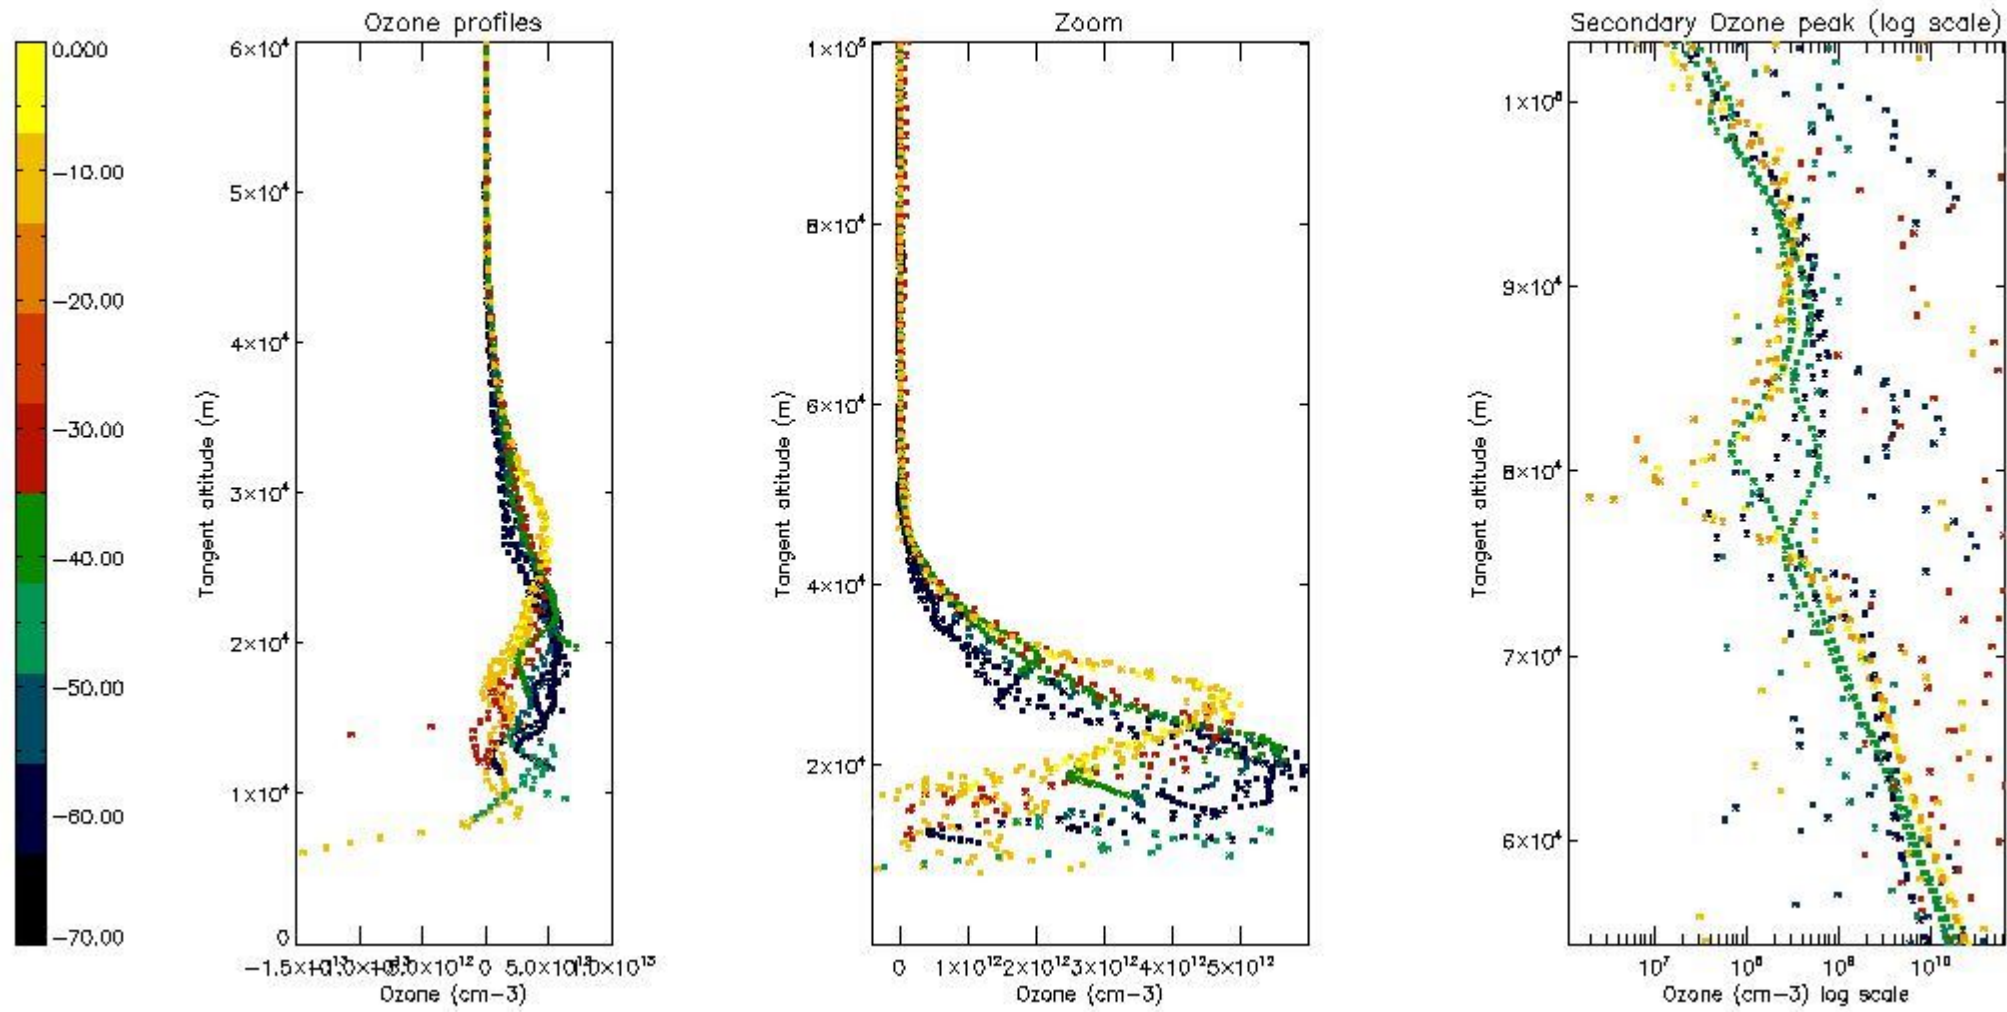 Ozone profiles
Zoom
Secondary Ozone peak (log scale)
0.000
−10.00
−20.00
−30.00
−40.00
−50.00
−60.00
−70.00
6×10⁴
5×10⁴
4×10⁴
3×10⁴
2×10⁴
1×10⁴
0
Tangent altitude (m)
0
Ozone (cm−3)
1×10⁵
8×10⁴
6×10⁴
4×10⁴
2×10⁴
Tangent altitude (m)
0 1×10¹² 2×10¹² 3×10¹² 4×10¹² 5×10¹²
Ozone (cm−3)
9×10⁴
8×10⁴
7×10⁴
6×10⁴
Tangent altitude (m)
10⁷ 10⁸ 10⁹ 10¹⁰
Ozone (cm−3) log scale